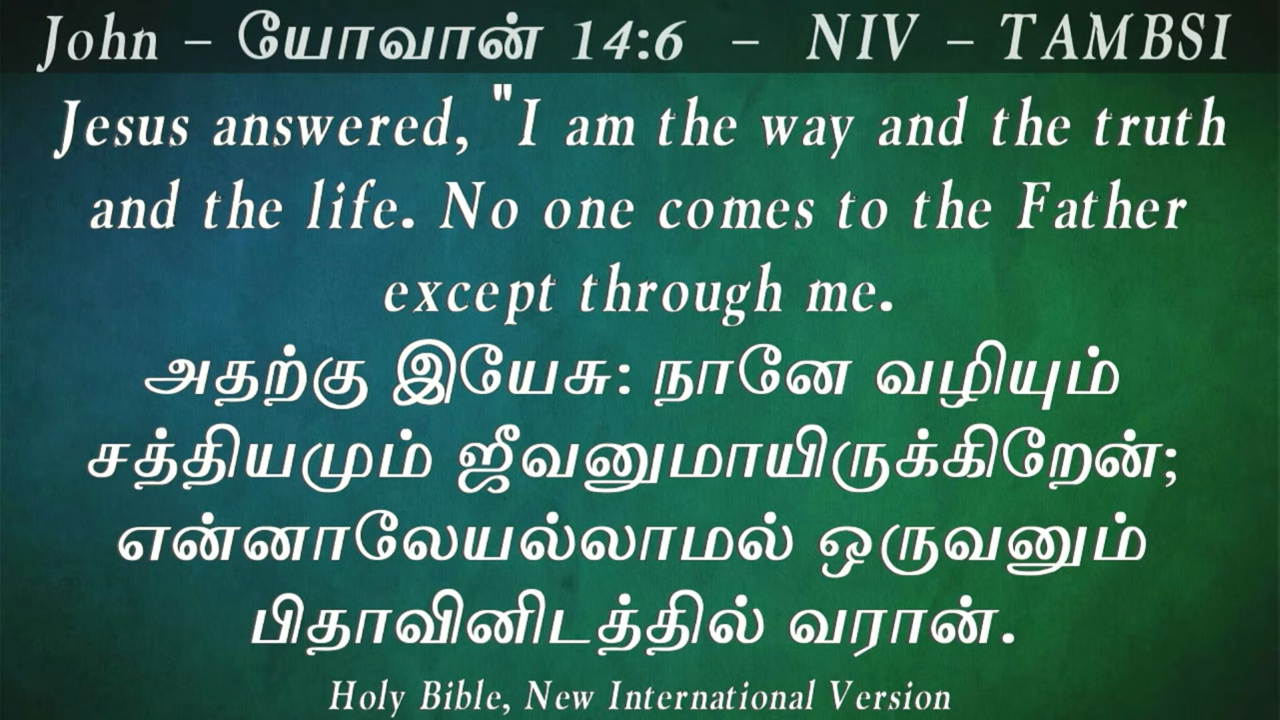 John – யோவான் 14:6 – NIV – TAMBSI
Jesus answered, "I am the way and the truth
and the life. No one comes to the Father
except through me.
அதற்கு இயேசு: நானே வழியும்
சத்தியமும் ஜீவனுமாயிருக்கிறேன்;
என்னாலேயல்லாமல் ஒருவனும்
பிதாவினிடத்தில் வரான்.
Holy Bible, New International Version